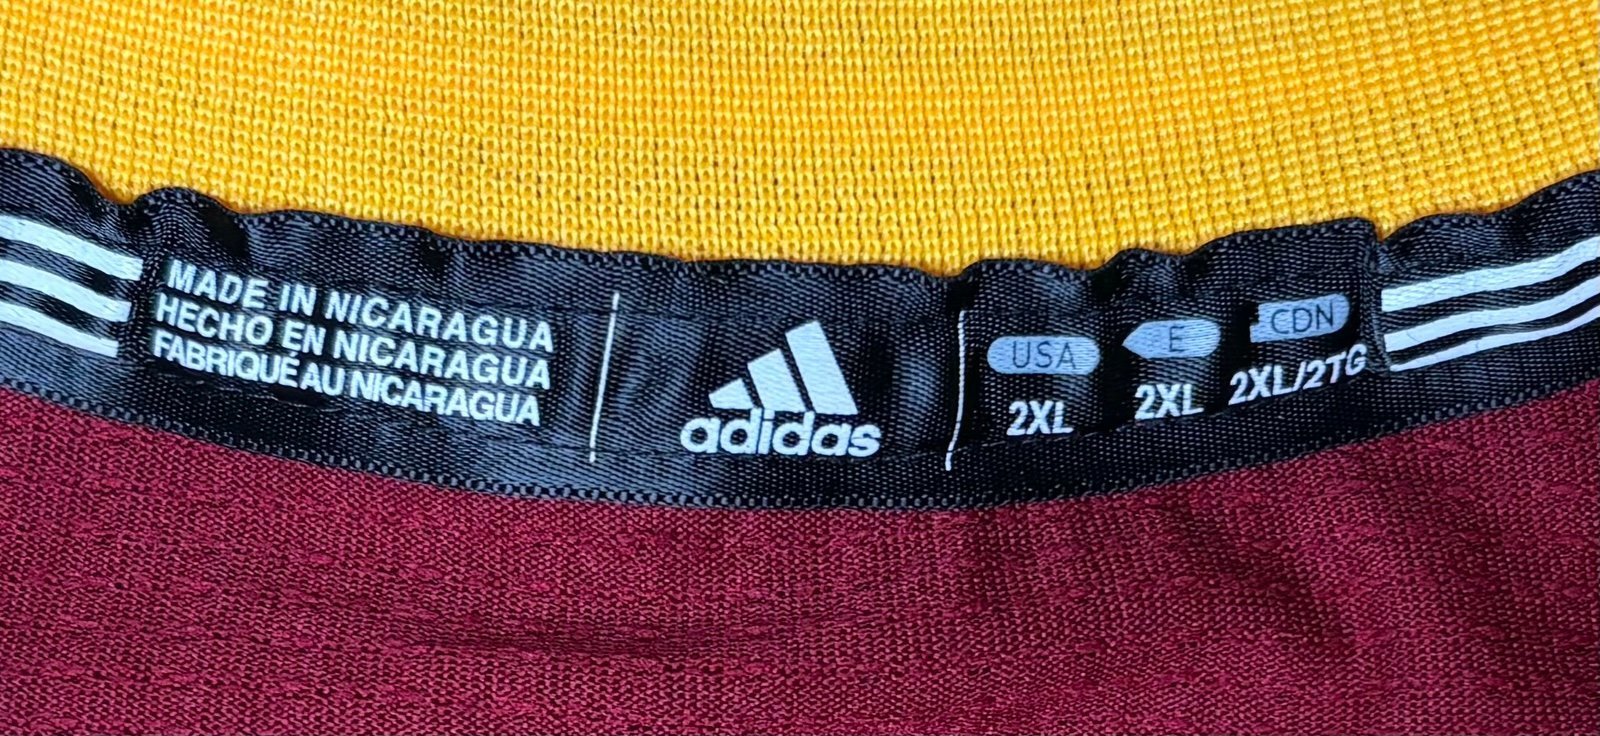 MADE IN NICARAGUA
HECHO EN NICARAGUA
FABRIQUÉ AU NICARAGUA
adidas
USA E CDN
2XL 2XL 2XL/2TG